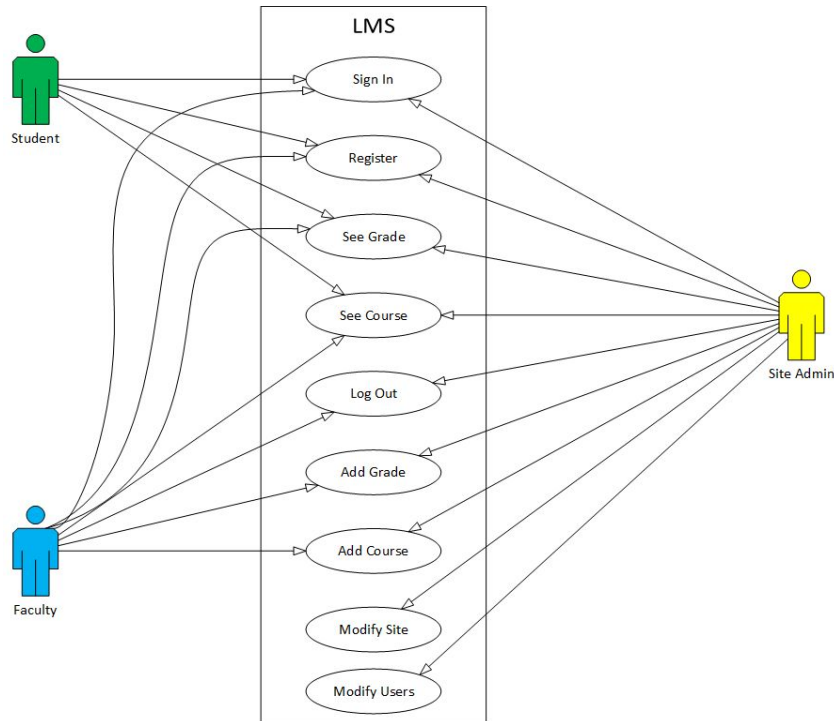 LMS
Sign In
Student
Register
See Grade
See Course
Site Admin
Log Out
Add Grade
Add Course
Faculty
Modify Site
Modify Users